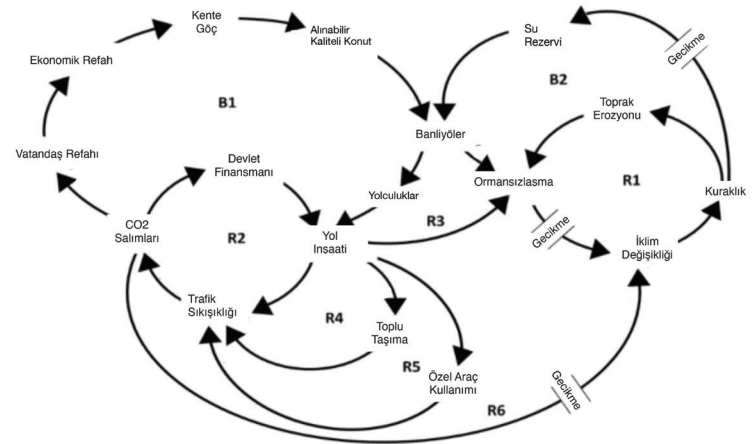 Kente
Göç
Alınabilir
Kaliteli Konut
Su
Rezervi
Gecikme
Ekonomik Refah
B1
B2
Toprak
Erozyonu
Banliyöler
Vatandaş Refahı
Devlet
Finansmanı
Yolculuklar
Ormansızlasma
R1
Kuraklık
CO2
Salımları
R2
R3
Yol
Insaati
Gecikme
İklim
Değişikliği
Trafik
Sıkışıklığı
R4
Toplu
Taşıma
R5
Özel Araç
Kullanımı
Gecikme
R6